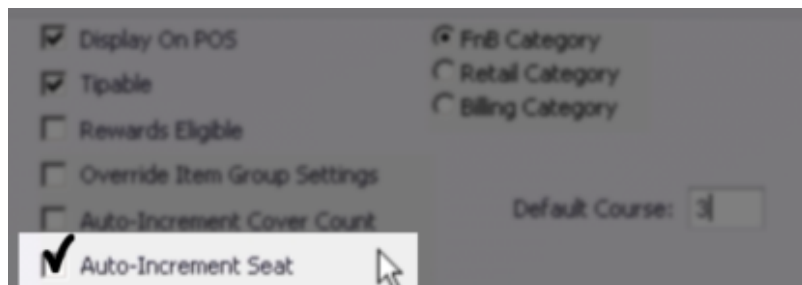 Display On POS
FnB Category
Tipable
Retail Category
Billing Category
Rewards Eligible
Override Item Group Settings
Auto-Increment Cover Count
Default Course: 3
Auto-Increment Seat